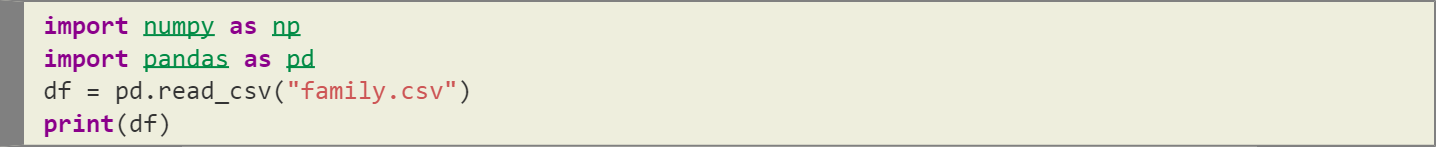 import numpy as np
import pandas as pd
df = pd.read_csv("family.csv")
print(df)